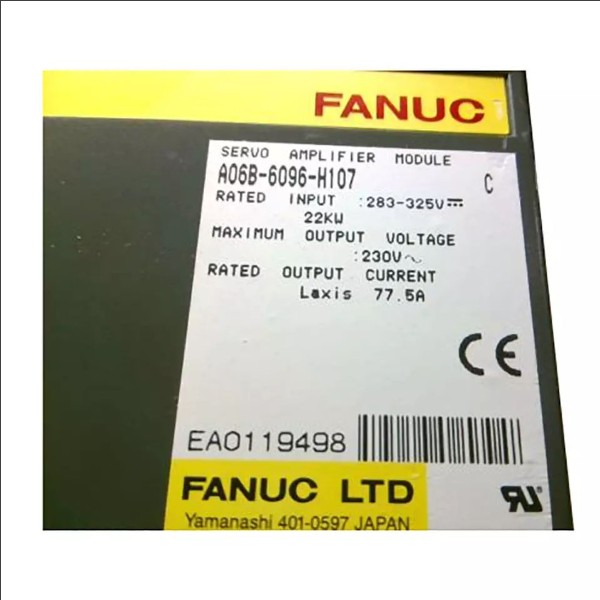 FANUC
SERVO AMPLIFIER MODULE
A06B-6096-H107 C
RATED INPUT :283-325V⎓
22KW
MAXIMUM OUTPUT VOLTAGE
:230V～
RATED OUTPUT CURRENT
Laxis 77.5A
CE
EA0119498
FANUC LTD
Yamanashi 401-0597 JAPAN